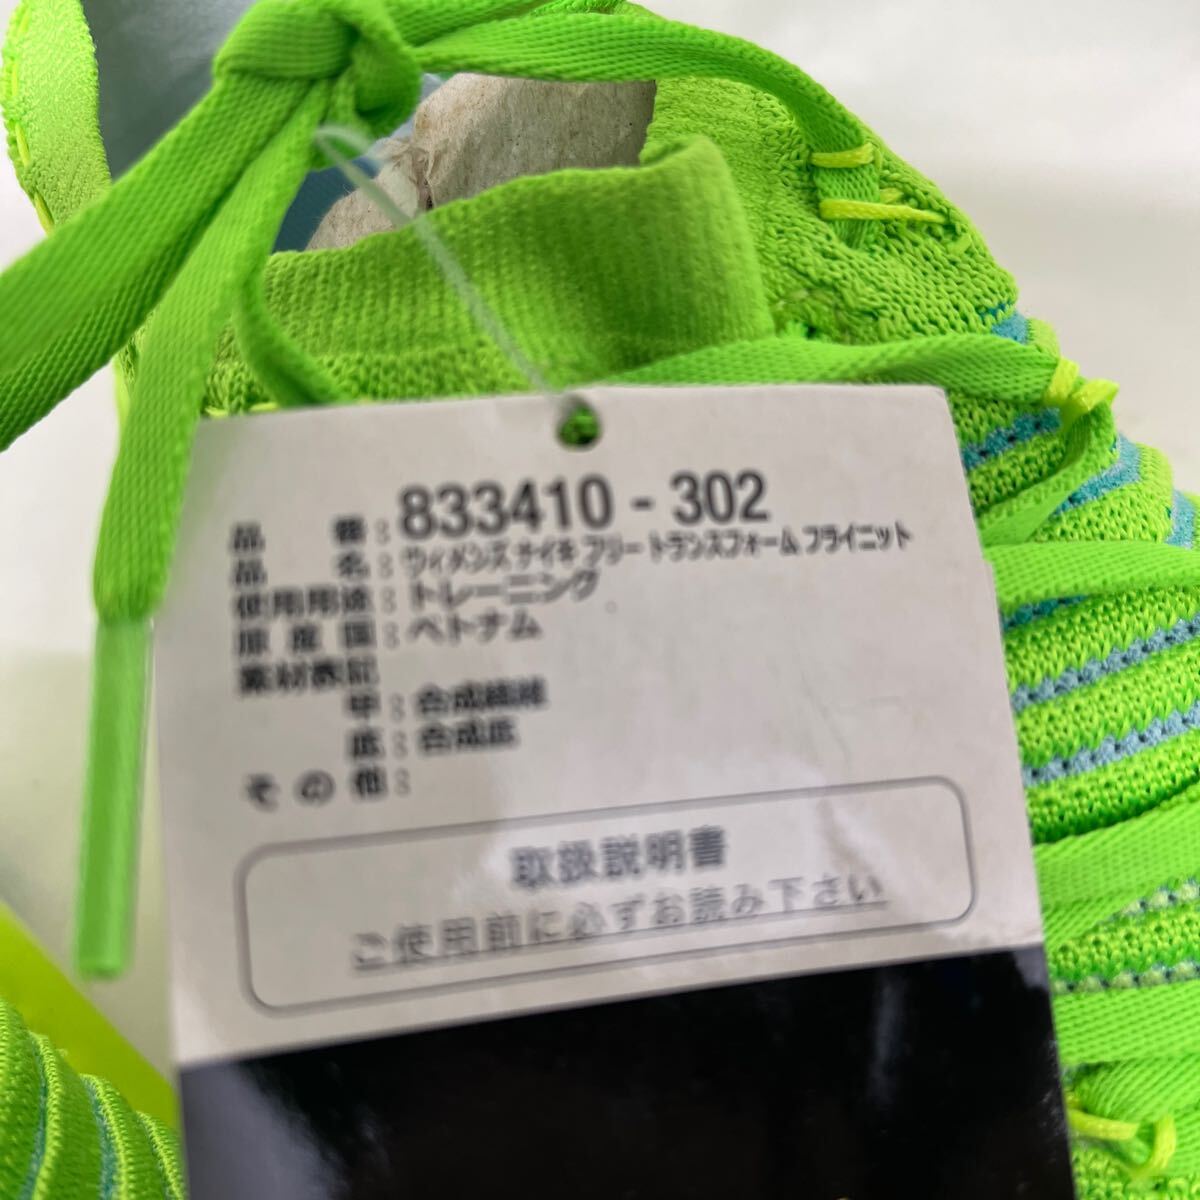 品番：833410-302
品名：ウィメンズ ナイキ フリー トランスフォーム フライニット
使用用途：トレーニング
原産国：ベトナム
素材表記
甲：合成繊維
底：合成底
その他：
取扱説明書
ご使用前に必ずお読み下さい